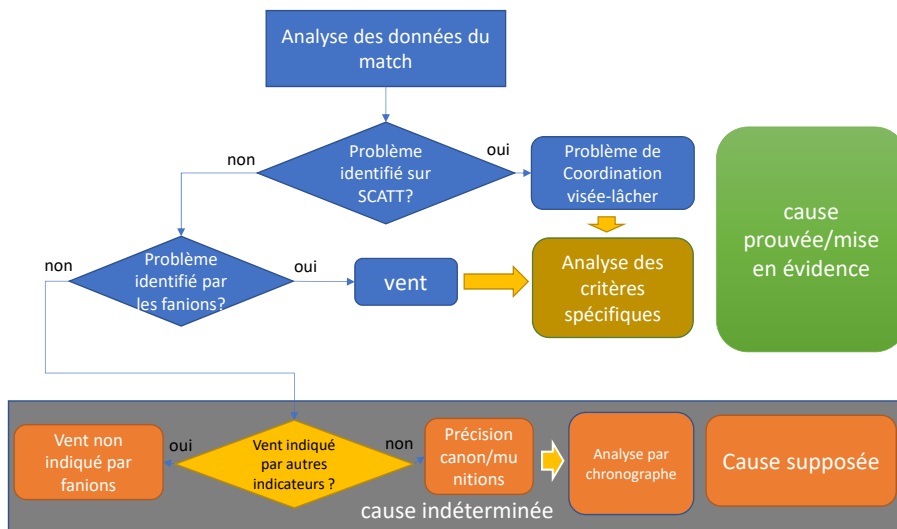 Analyse des données du
match
non
Problème
identifié sur
SCATT?
oui
Problème de
Coordination
visée-lâcher
cause
prouvée/mise
en évidence
non
Problème
identifié par
les fanions?
oui
vent
Analyse des
critères
spécifiques
Vent non
indiqué par
fanions
oui
Vent indiqué
par autres
indicateurs ?
non
Précision
canon/mu
nitions
Analyse par
chronographe
Cause supposée
cause indéterminée